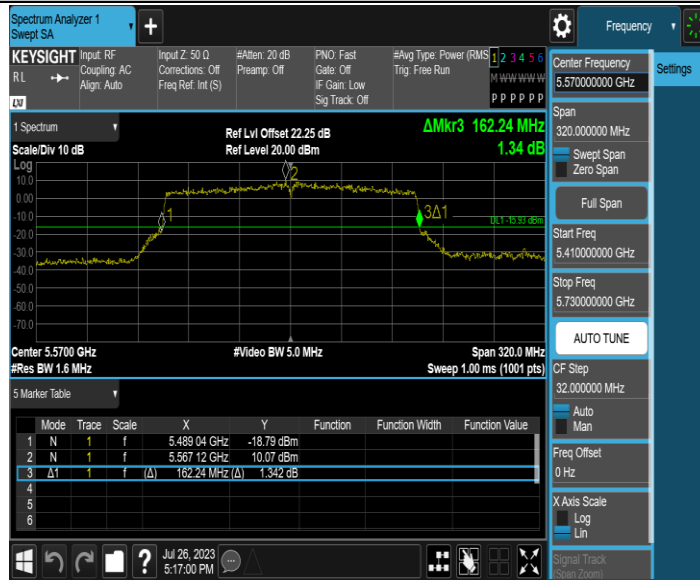 Spectrum Analyzer 1
Swept SA
Frequency
KEYSIGHT
RL
LXI
Input: RF
Coupling: AC
Align: Auto
Input Z: 50 Ω
Corrections: Off
Freq Ref: Int (S)
#Atten: 20 dB
Preamp: Off
PNO: Fast
Gate: Off
IF Gain: Low
Sig Track: Off
#Avg Type: Power (RMS
Trig: Free Run
1 2 3 4 5 6
M W W W W W
P P P P P P
Center Frequency
5.570000000 GHz
Settings
Span
320.000000 MHz
Swept Span
Zero Span
Full Span
Start Freq
5.410000000 GHz
Stop Freq
5.730000000 GHz
AUTO TUNE
CF Step
32.000000 MHz
Auto
Man
Freq Offset
0 Hz
X Axis Scale
Log
Lin
Signal Track
(Span Zoom)
1 Spectrum
Scale/Div 10 dB
Ref Lvl Offset 22.25 dB
Ref Level 20.00 dBm
ΔMkr3 162.24 MHz
1.34 dB
Log
10.0
0.00
-10.0
-20.0
-30.0
-40.0
-50.0
-60.0
-70.0
1
2
3Δ1
DL1 -15.93 dBm
Center 5.5700 GHz
#Res BW 1.6 MHz
#Video BW 5.0 MHz
Span 320.0 MHz
Sweep 1.00 ms (1001 pts)
5 Marker Table
Mode Trace Scale X Y Function Function Width Function Value
1 N 1 f 5.489 04 GHz -18.79 dBm
2 N 1 f 5.567 12 GHz 10.07 dBm
3 Δ1 1 f (Δ) 162.24 MHz (Δ) 1.342 dB
4
5
6
?
Jul 26, 2023
5:17:00 PM